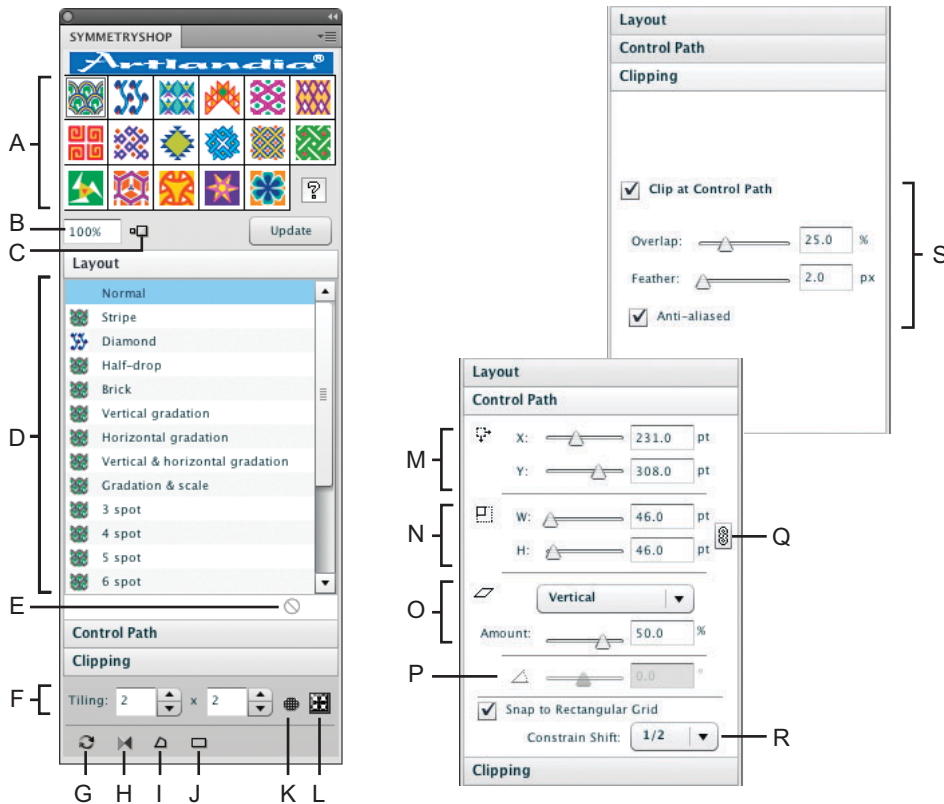 SYMMETRYSHOP
Artlandia®
A
?
B
100%
Update
C
Layout
D
Normal
Stripe
Diamond
Half-drop
Brick
Vertical gradation
Horizontal gradation
Vertical & horizontal gradation
Gradation & scale
3 spot
4 spot
5 spot
6 spot
E
Control Path
Clipping
F
Tiling: 2 x 2
G H I J K L
Layout
Control Path
Clipping
Clip at Control Path
Overlap: 25.0 %
Feather: 2.0 px
Anti-aliased
S
Layout
Control Path
M
X: 231.0 pt
Y: 308.0 pt
N
W: 46.0 pt
H: 46.0 pt
Q
O
Vertical
Amount: 50.0 %
P
0.0 °
Snap to Rectangular Grid
Constrain Shift: 1/2
R
Clipping